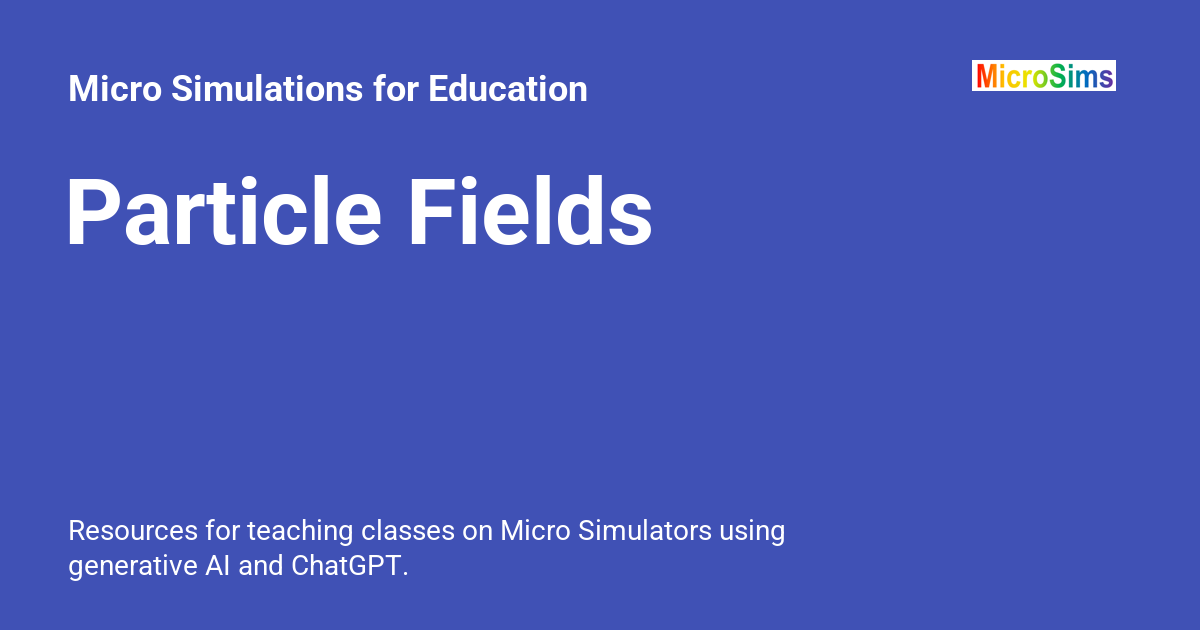 Micro Simulations for Education
MicroSims
Particle Fields
Resources for teaching classes on Micro Simulators using
generative AI and ChatGPT.